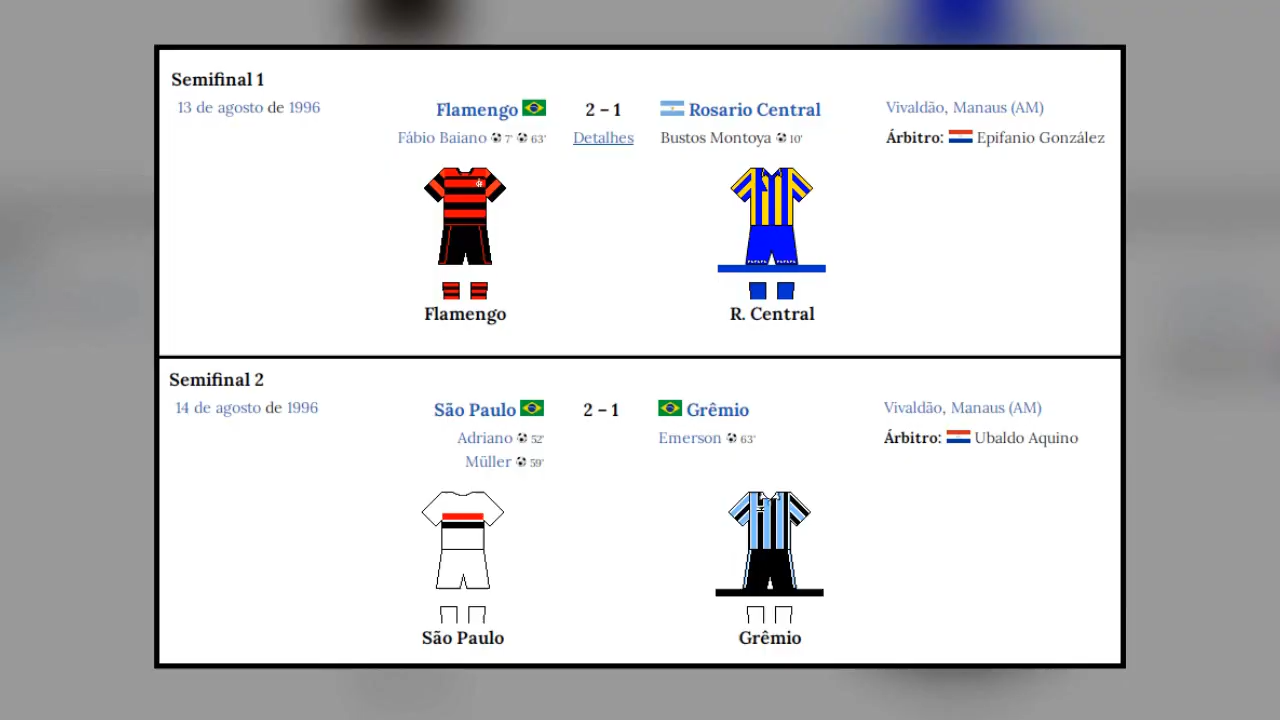 Semifinal 1
13 de agosto de 1996
Flamengo 2 – 1 Rosario Central
Vivaldão, Manaus (AM)
Fábio Baiano 7' 63'
Detalhes
Bustos Montoya 10'
Árbitro: Epifanio González
Flamengo
R. Central
Semifinal 2
14 de agosto de 1996
São Paulo 2 – 1 Grêmio
Vivaldão, Manaus (AM)
Adriano 52'
Emerson 63'
Árbitro: Ubaldo Aquino
Müller 59'
São Paulo
Grêmio